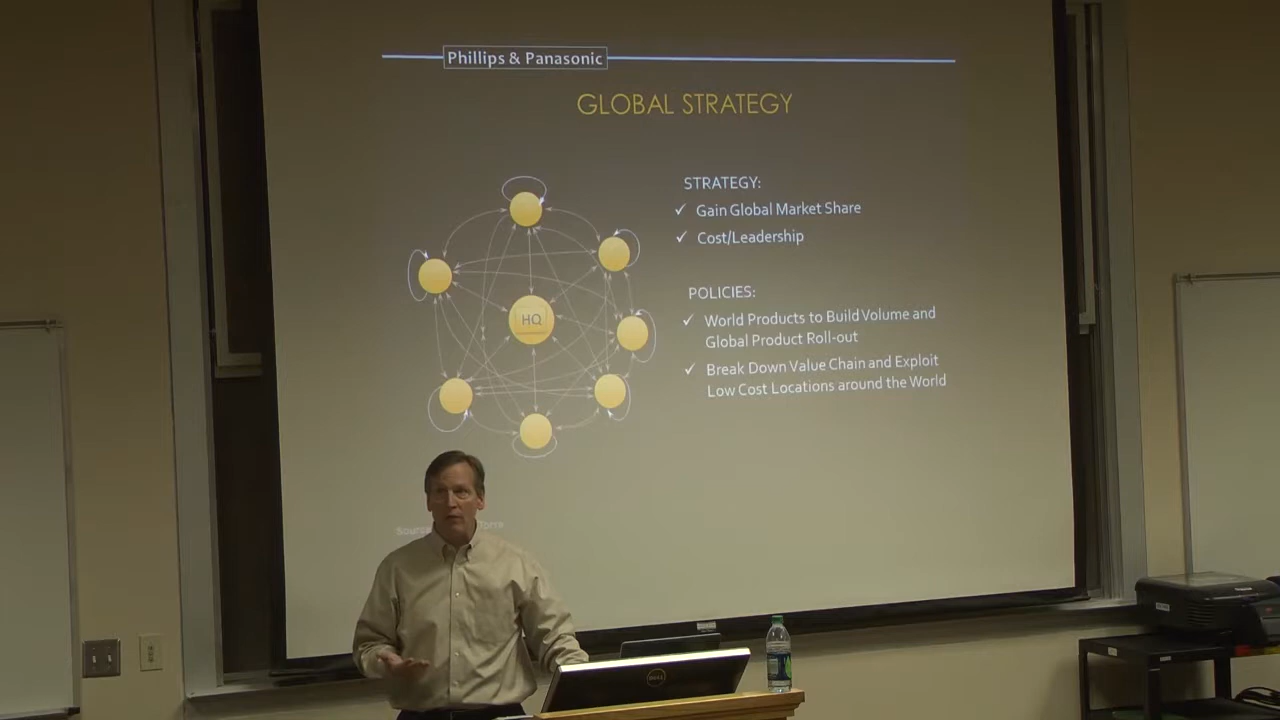 Phillips & Panasonic
GLOBAL STRATEGY
STRATEGY:
✓ Gain Global Market Share
✓ Cost/Leadership
HQ
POLICIES:
✓ World Products to Build Volume and
Global Product Roll-out
✓ Break Down Value Chain and Exploit
Low Cost Locations around the World
DELL